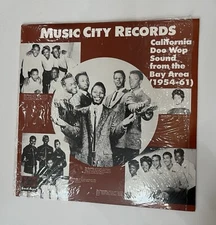 MUSIC CITY RECORDS
California
Doo Wop
Sound
from the
Bay Area
(1954-61)